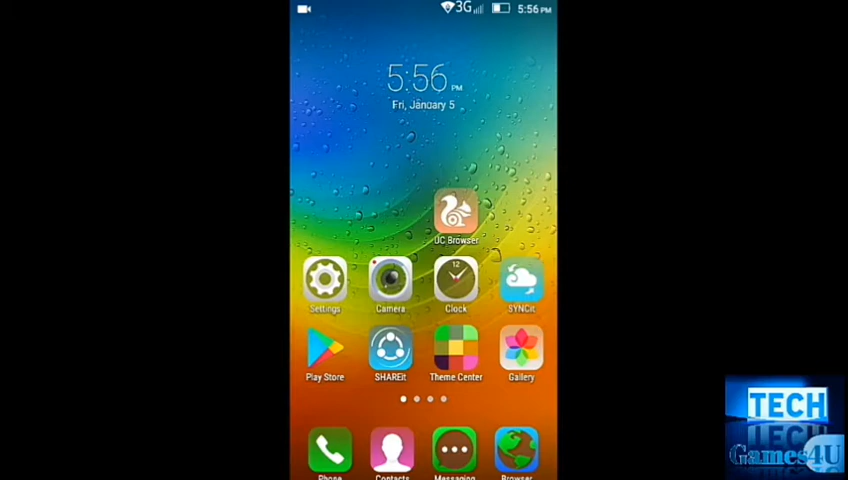 3G 5:56 PM
5:56 PM
Fri, January 5
UC Browser
Settings Camera Clock SYNCit
12
Play Store SHAREit Theme Center Gallery
Phone Contacts Messaging Browser
TECH
Games4U